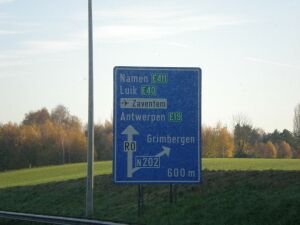 Namen E411
Luik E40
Zaventem
Antwerpen E19
Grimbergen
R0
N202
600 m